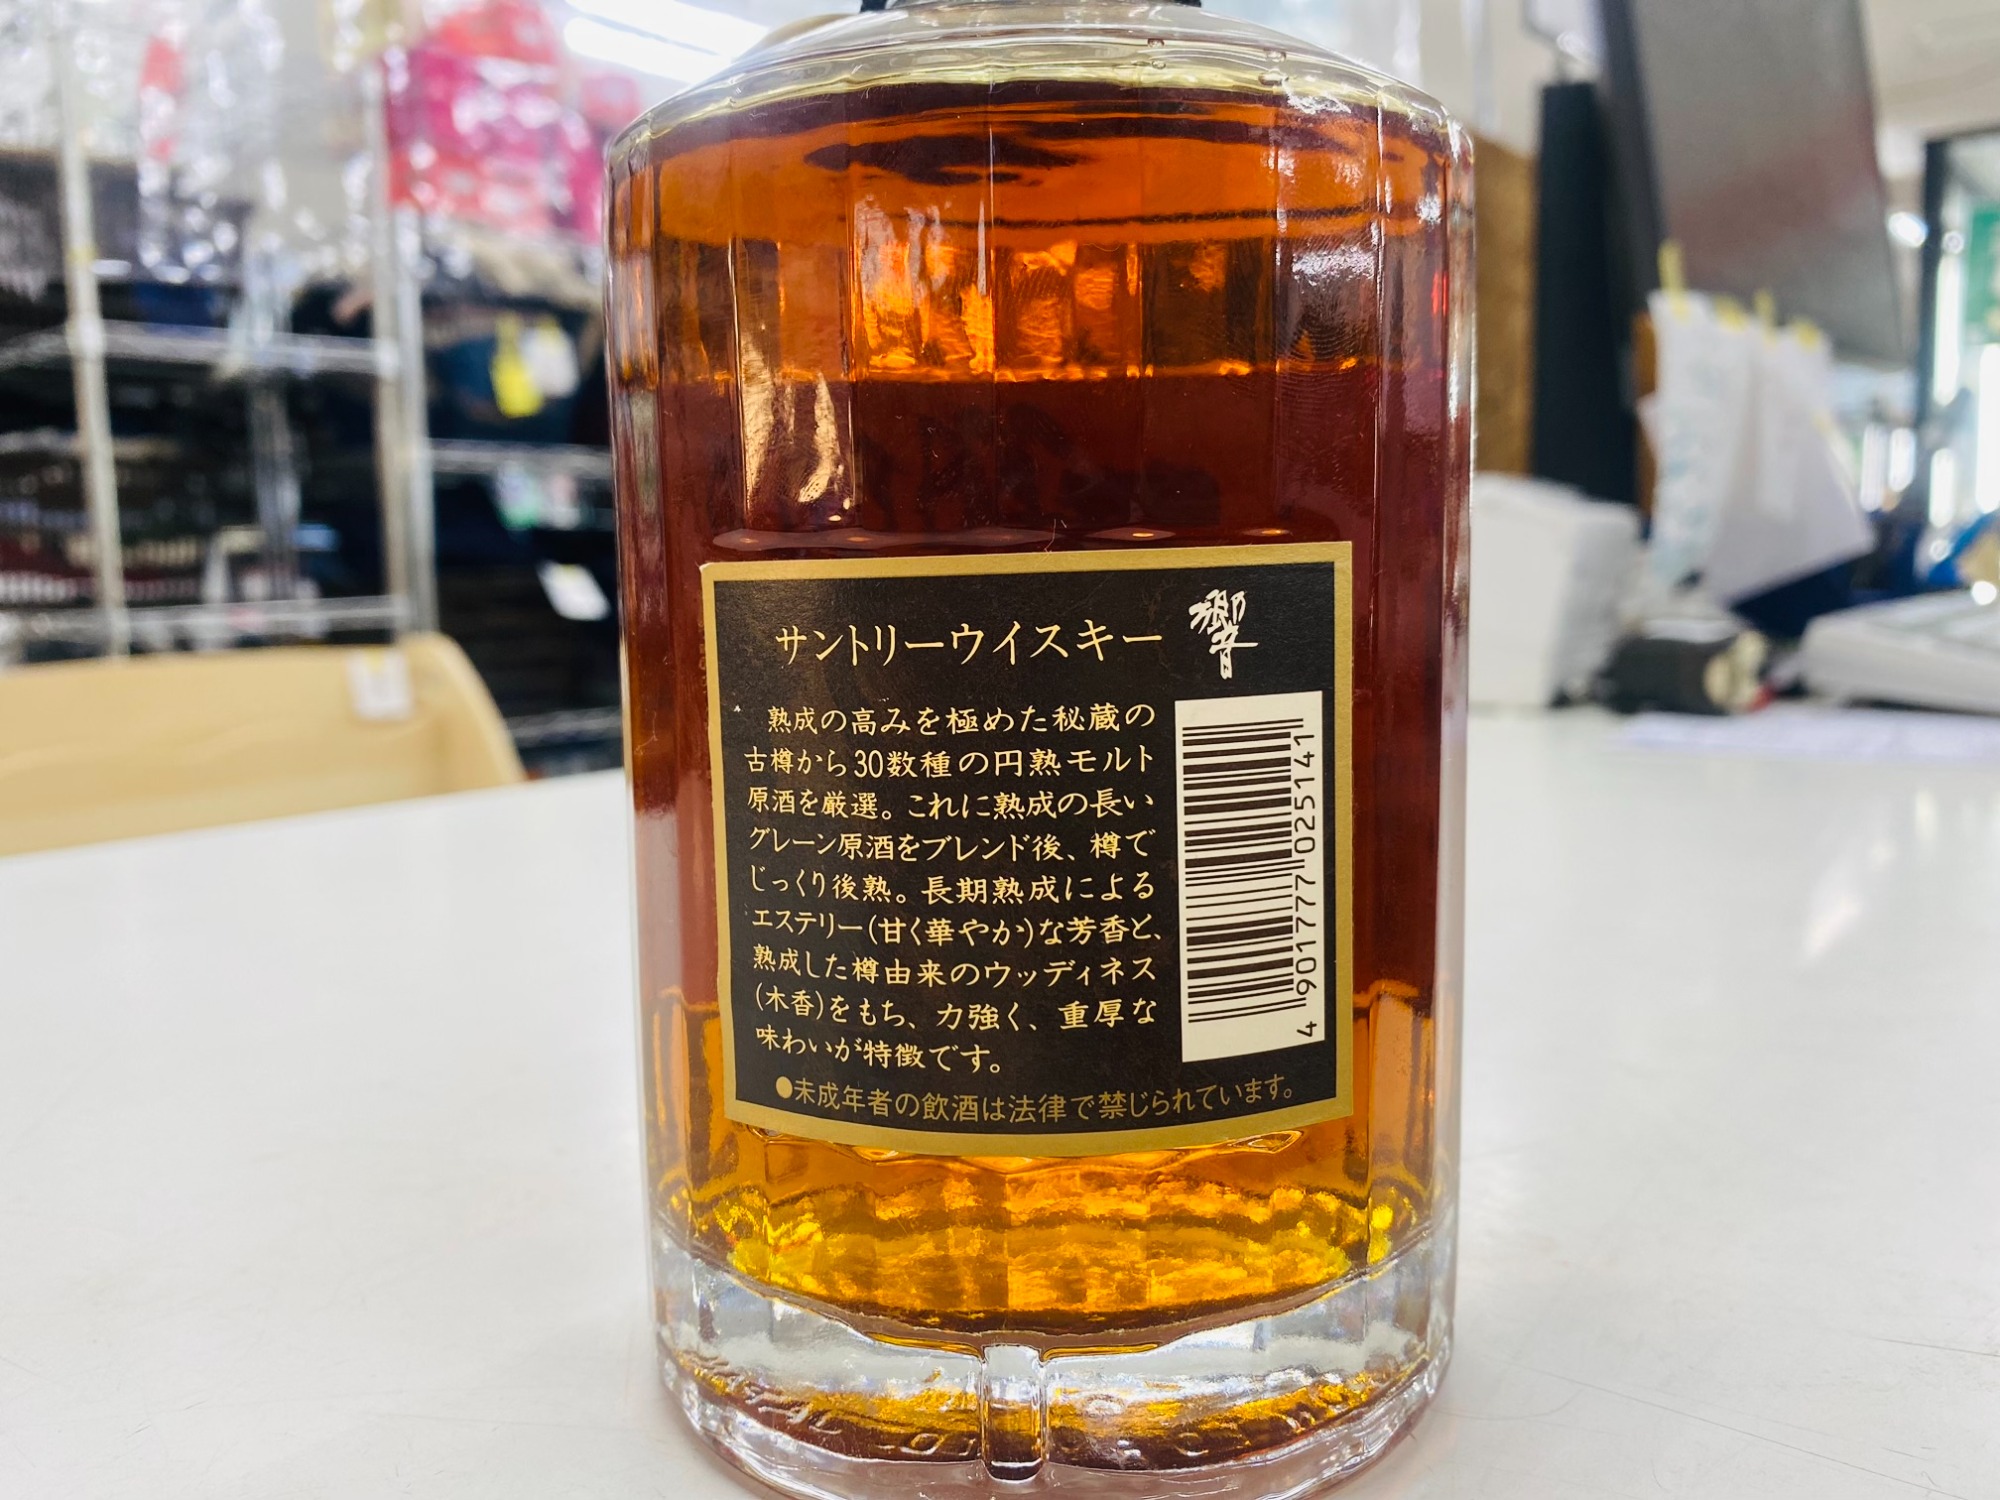 サントリーウイスキー 響
熟成の高みを極めた秘蔵の
古樽から30数種の円熟モルト
原酒を厳選。これに熟成の長い
グレーン原酒をブレンド後、樽で
じっくり後熟。長期熟成による
エステリー(甘く華やか)な芳香と、
熟成した樽由来のウッディネス
(木香)をもち、力強く、重厚な
味わいが特徴です。
●未成年者の飲酒は法律で禁じられています。
4 901777 025141